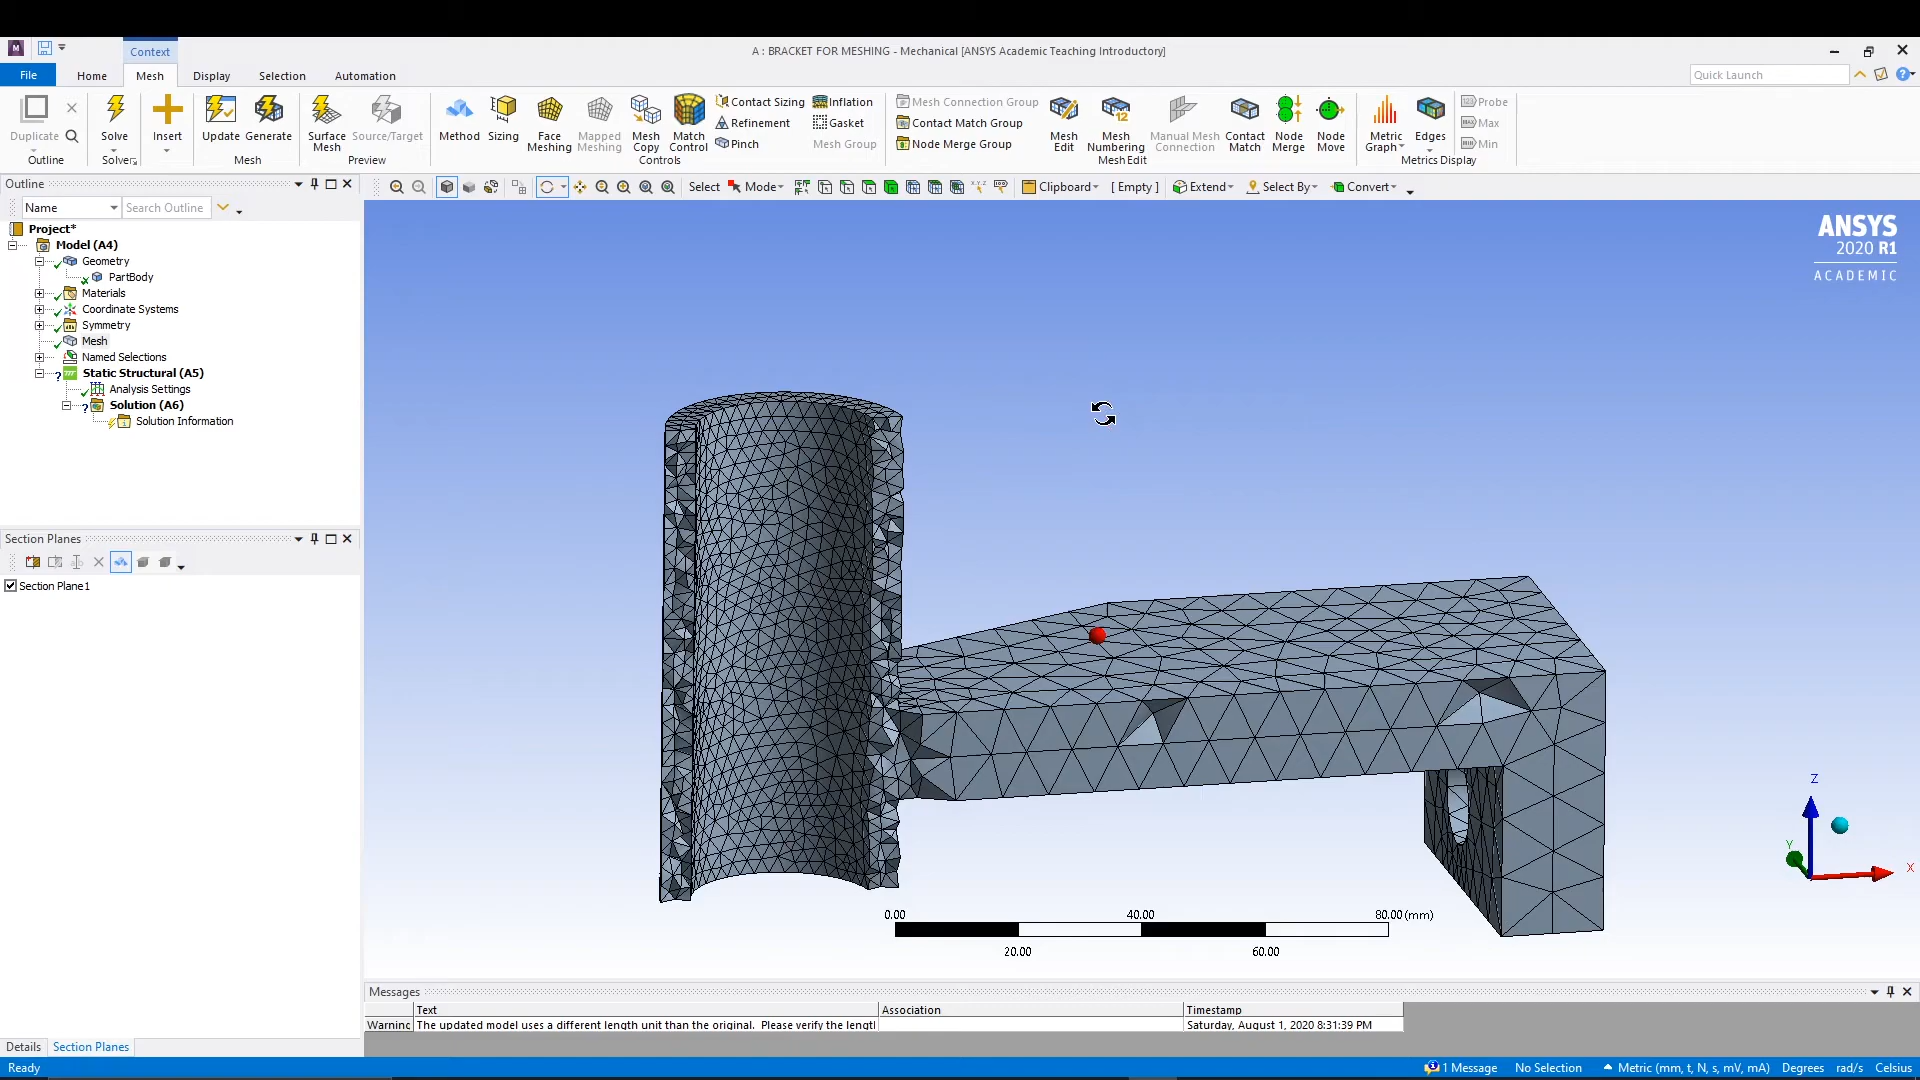 Context
A : BRACKET FOR MESHING - Mechanical [ANSYS Academic Teaching Introductory]
File Home Mesh Display Selection Automation
Quick Launch
Duplicate
Outline
Solve
Solver
Insert
Update Generate
Mesh
Surface Mesh Source/Target
Preview
Method Sizing Face Meshing Mapped Meshing Mesh Copy Match Control
Contact Sizing Inflation
Refinement Gasket
Pinch Mesh Group
Controls
Mesh Connection Group
Contact Match Group
Node Merge Group
Mesh Edit Mesh Numbering Manual Mesh Connection Contact Match Node Merge Node Move
Mesh Edit
Metric Graph Edges
Probe
Max
Min
Metrics Display
Outline
Select Mode Clipboard [ Empty ] Extend Select By Convert
Name Search Outline
Project*
Model (A4)
Geometry
PartBody
Materials
Coordinate Systems
Symmetry
Mesh
Named Selections
Static Structural (A5)
Analysis Settings
Solution (A6)
Solution Information
Section Planes
Section Plane1
ANSYS
2020 R1
ACADEMIC
Z
Y
X
0.00 40.00 80.00 (mm)
20.00 60.00
Messages
Text Association Timestamp
Warning The updated model uses a different length unit than the original. Please verify the lengt Saturday, August 1, 2020 8:31:39 PM
Details Section Planes
Ready 1 Message No Selection Metric (mm, t, N, s, mV, mA) Degrees rad/s Celsius